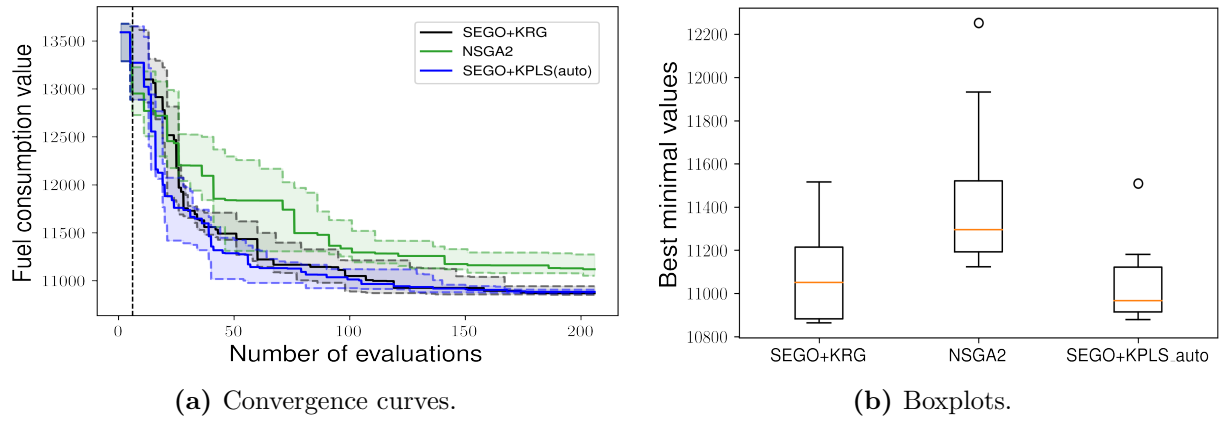 SEGO+KRG
NSGA2
SEGO+KPLS(auto)
Fuel consumption value
13500
13000
12500
12000
11500
11000
0
50
100
150
200
Number of evaluations
(a) Convergence curves.
Best minimal values
12200
12000
11800
11600
11400
11200
11000
10800
SEGO+KRG
NSGA2
SEGO+KPLS_auto
(b) Boxplots.